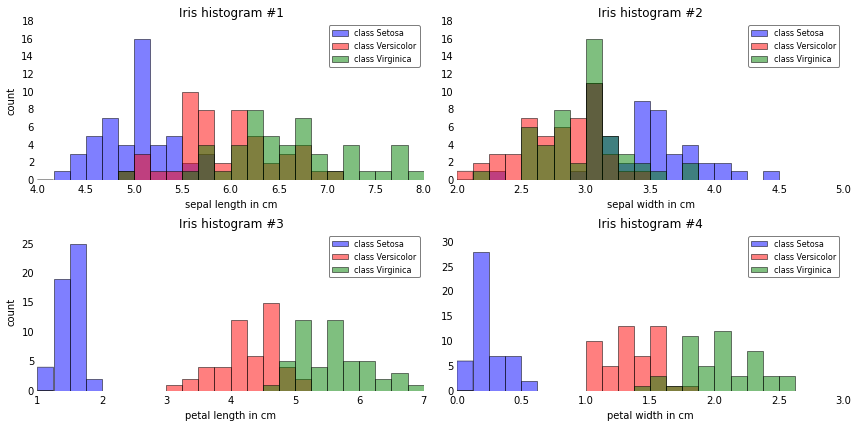 Iris histogram #1
18
16
14
12
10
8
6
4
2
0
count
4.0 4.5 5.0 5.5 6.0 6.5 7.0 7.5 8.0
sepal length in cm
class Setosa
class Versicolor
class Virginica
Iris histogram #2
18
16
14
12
10
8
6
4
2
0
2.0 2.5 3.0 3.5 4.0 4.5 5.0
sepal width in cm
class Setosa
class Versicolor
class Virginica
Iris histogram #3
25
20
15
10
5
0
count
1 2 3 4 5 6 7
petal length in cm
class Setosa
class Versicolor
class Virginica
Iris histogram #4
30
25
20
15
10
5
0
0.0 0.5 1.0 1.5 2.0 2.5 3.0
petal width in cm
class Setosa
class Versicolor
class Virginica